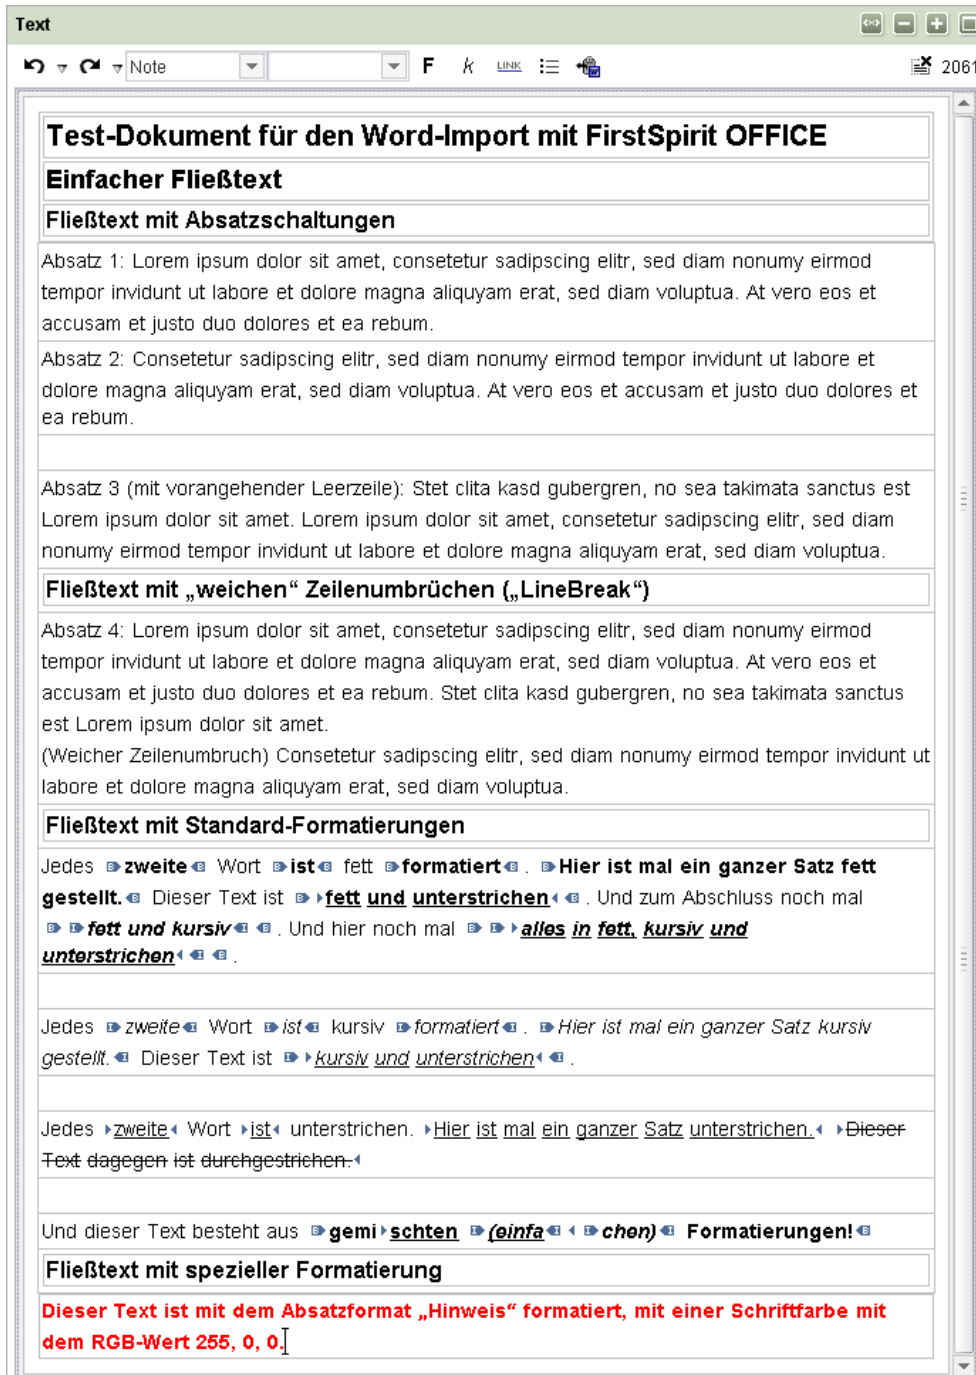 Text
Note
F k LINK 2061
Test-Dokument für den Word-Import mit FirstSpirit OFFICE
Einfacher Fließtext
Fließtext mit Absatzschaltungen
Absatz 1: Lorem ipsum dolor sit amet, consetetur sadipscing elitr, sed diam nonumy eirmod
tempor invidunt ut labore et dolore magna aliquyam erat, sed diam voluptua. At vero eos et
accusam et justo duo dolores et ea rebum.
Absatz 2: Consetetur sadipscing elitr, sed diam nonumy eirmod tempor invidunt ut labore et
dolore magna aliquyam erat, sed diam voluptua. At vero eos et accusam et justo duo dolores et
ea rebum.
Absatz 3 (mit vorangehender Leerzeile): Stet clita kasd gubergren, no sea takimata sanctus est
Lorem ipsum dolor sit amet. Lorem ipsum dolor sit amet, consetetur sadipscing elitr, sed diam
nonumy eirmod tempor invidunt ut labore et dolore magna aliquyam erat, sed diam voluptua.
Fließtext mit „weichen“ Zeilenumbrüchen („LineBreak“)
Absatz 4: Lorem ipsum dolor sit amet, consetetur sadipscing elitr, sed diam nonumy eirmod
tempor invidunt ut labore et dolore magna aliquyam erat, sed diam voluptua. At vero eos et
accusam et justo duo dolores et ea rebum. Stet clita kasd gubergren, no sea takimata sanctus
est Lorem ipsum dolor sit amet.
(Weicher Zeilenumbruch) Consetetur sadipscing elitr, sed diam nonumy eirmod tempor invidunt ut
labore et dolore magna aliquyam erat, sed diam voluptua.
Fließtext mit Standard-Formatierungen
Jedes zweite Wort ist fett formatiert. Hier ist mal ein ganzer Satz fett
gestellt. Dieser Text ist fett und unterstrichen. Und zum Abschluss noch mal
fett und kursiv. Und hier noch mal alles in fett, kursiv und
unterstrichen.
Jedes zweite Wort ist kursiv formatiert. Hier ist mal ein ganzer Satz kursiv
gestellt. Dieser Text ist kursiv und unterstrichen.
Jedes zweite Wort ist unterstrichen. Hier ist mal ein ganzer Satz unterstrichen. Dieser
Text dagegen ist durchgestrichen.
Und dieser Text besteht aus gemischten (einfachen) Formatierungen!
Fließtext mit spezieller Formatierung
Dieser Text ist mit dem Absatzformat „Hinweis“ formatiert, mit einer Schriftfarbe mit
dem RGB-Wert 255, 0, 0.